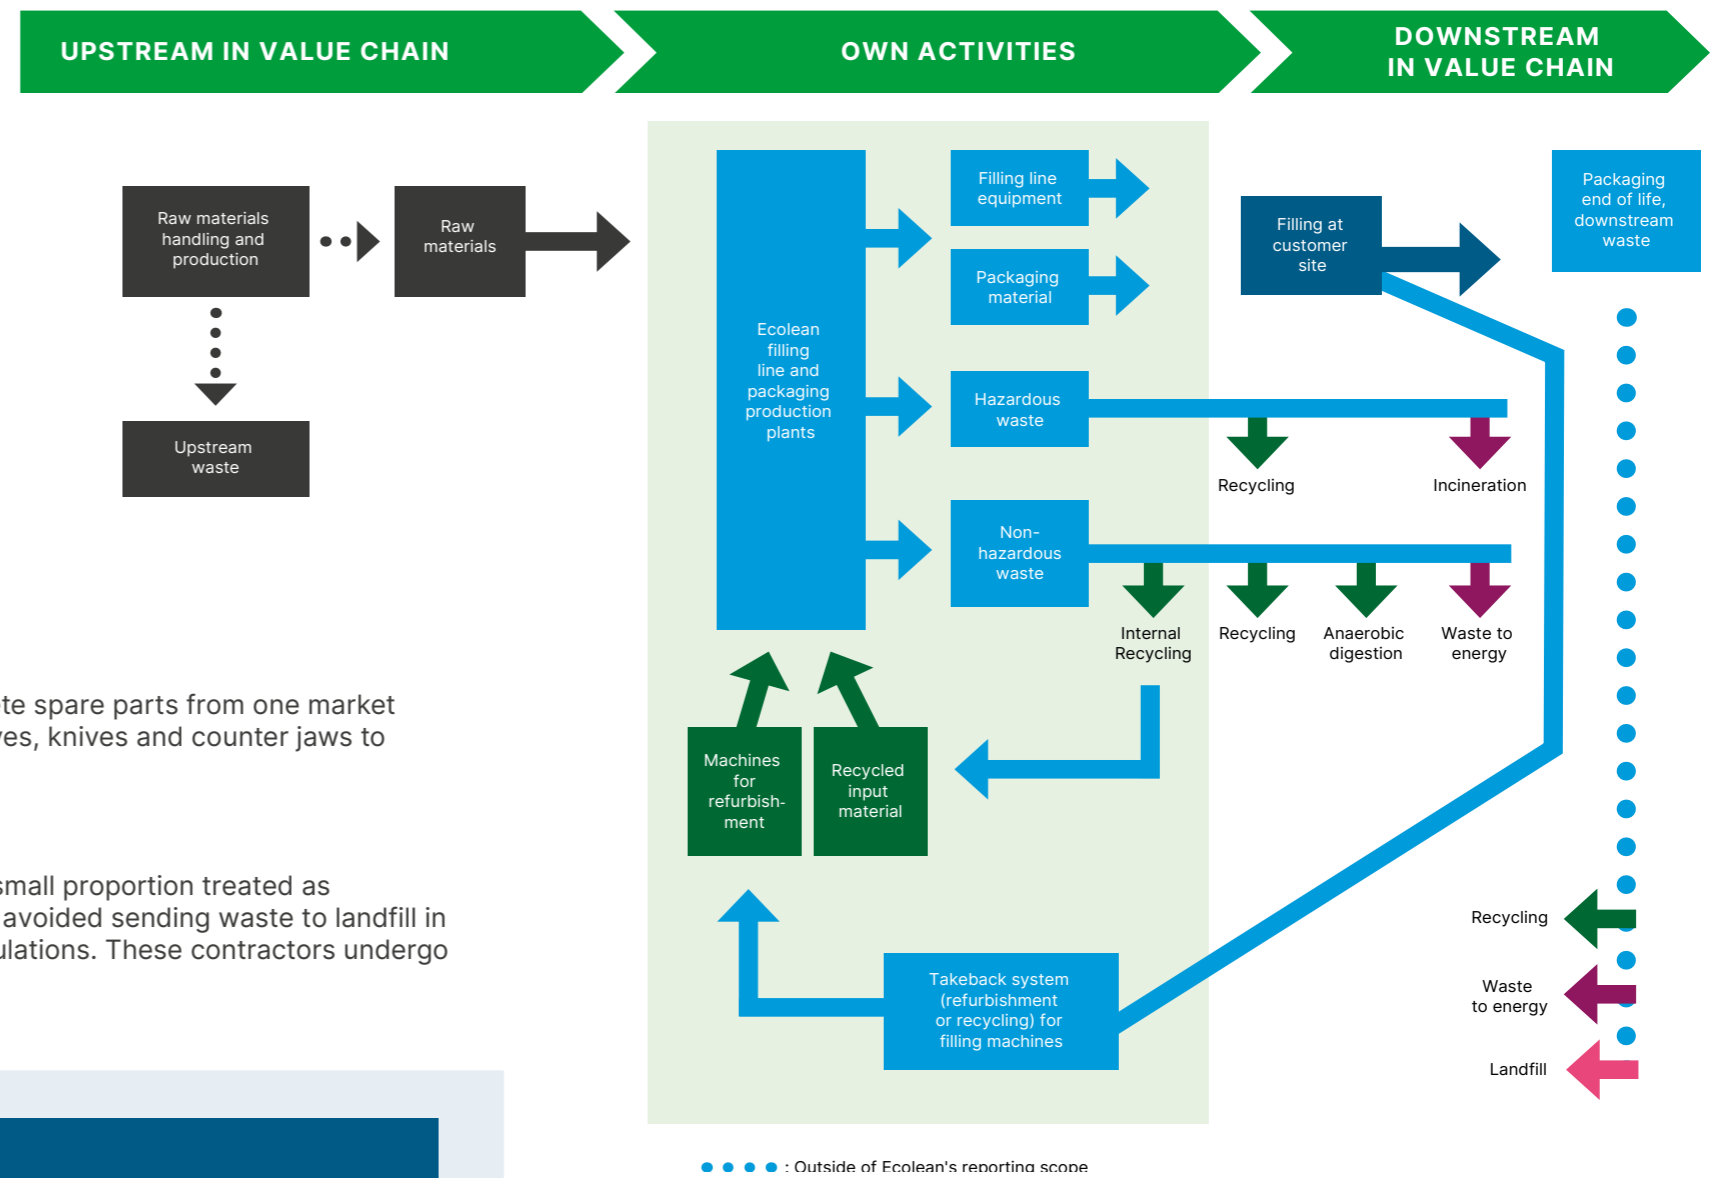 UPSTREAM IN VALUE CHAIN
OWN ACTIVITIES
DOWNSTREAM
IN VALUE CHAIN
Raw materials
handling and
production
Raw
materials
Upstream
waste
Ecolean
filling
line and
packaging
production
plants
Filling line
equipment
Packaging
material
Hazardous
waste
Non-
hazardous
waste
Filling at
customer
site
Packaging
end of life,
downstream
waste
Recycling
Incineration
Internal
Recycling
Recycling
Anaerobic
digestion
Waste to
energy
Machines
for
refurbish-
ment
Recycled
input
material
Takeback system
(refurbishment
or recycling) for
filling machines
Recycling
Waste
to energy
Landfill
spare parts from one market
knives and counter jaws to
small proportion treated as
avoided sending waste to landfill in
These contractors undergo
: Outside of Ecolean's reporting scope